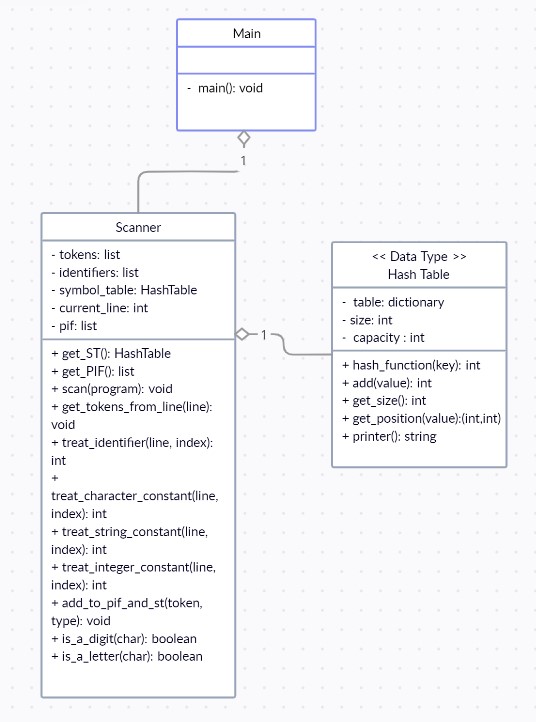 Main
- main(): void
1
Scanner
- tokens: list
- identifiers: list
- symbol_table: HashTable
- current_line: int
- pif: list
+ get_ST(): HashTable
+ get_PIF(): list
+ scan(program): void
+ get_tokens_from_line(line):
void
+ treat_identifier(line, index):
int
+
treat_character_constant(line,
index): int
+ treat_string_constant(line,
index): int
+ treat_integer_constant(line,
index): int
+ add_to_pif_and_st(token,
type): void
+ is_a_digit(char): boolean
+ is_a_letter(char): boolean
1
<< Data Type >>
Hash Table
- table: dictionary
- size: int
- capacity : int
+ hash_function(key): int
+ add(value): int
+ get_size(): int
+ get_position(value):(int,int)
+ printer(): string